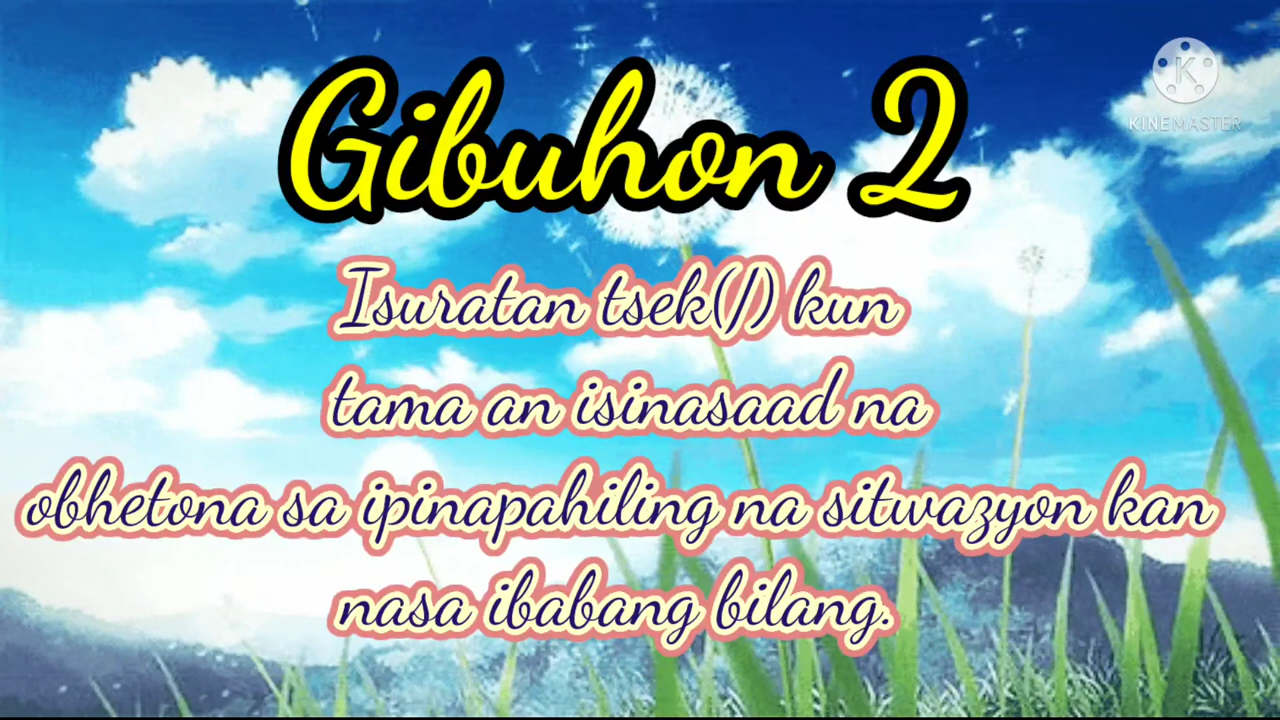 Gibuhon 2
KINEMASTER
Isuratan tsek(/) kun
tama an isinasaad na
obhetona sa ipinapahiling na sitwazyon kan
nasa ibabang bilang.